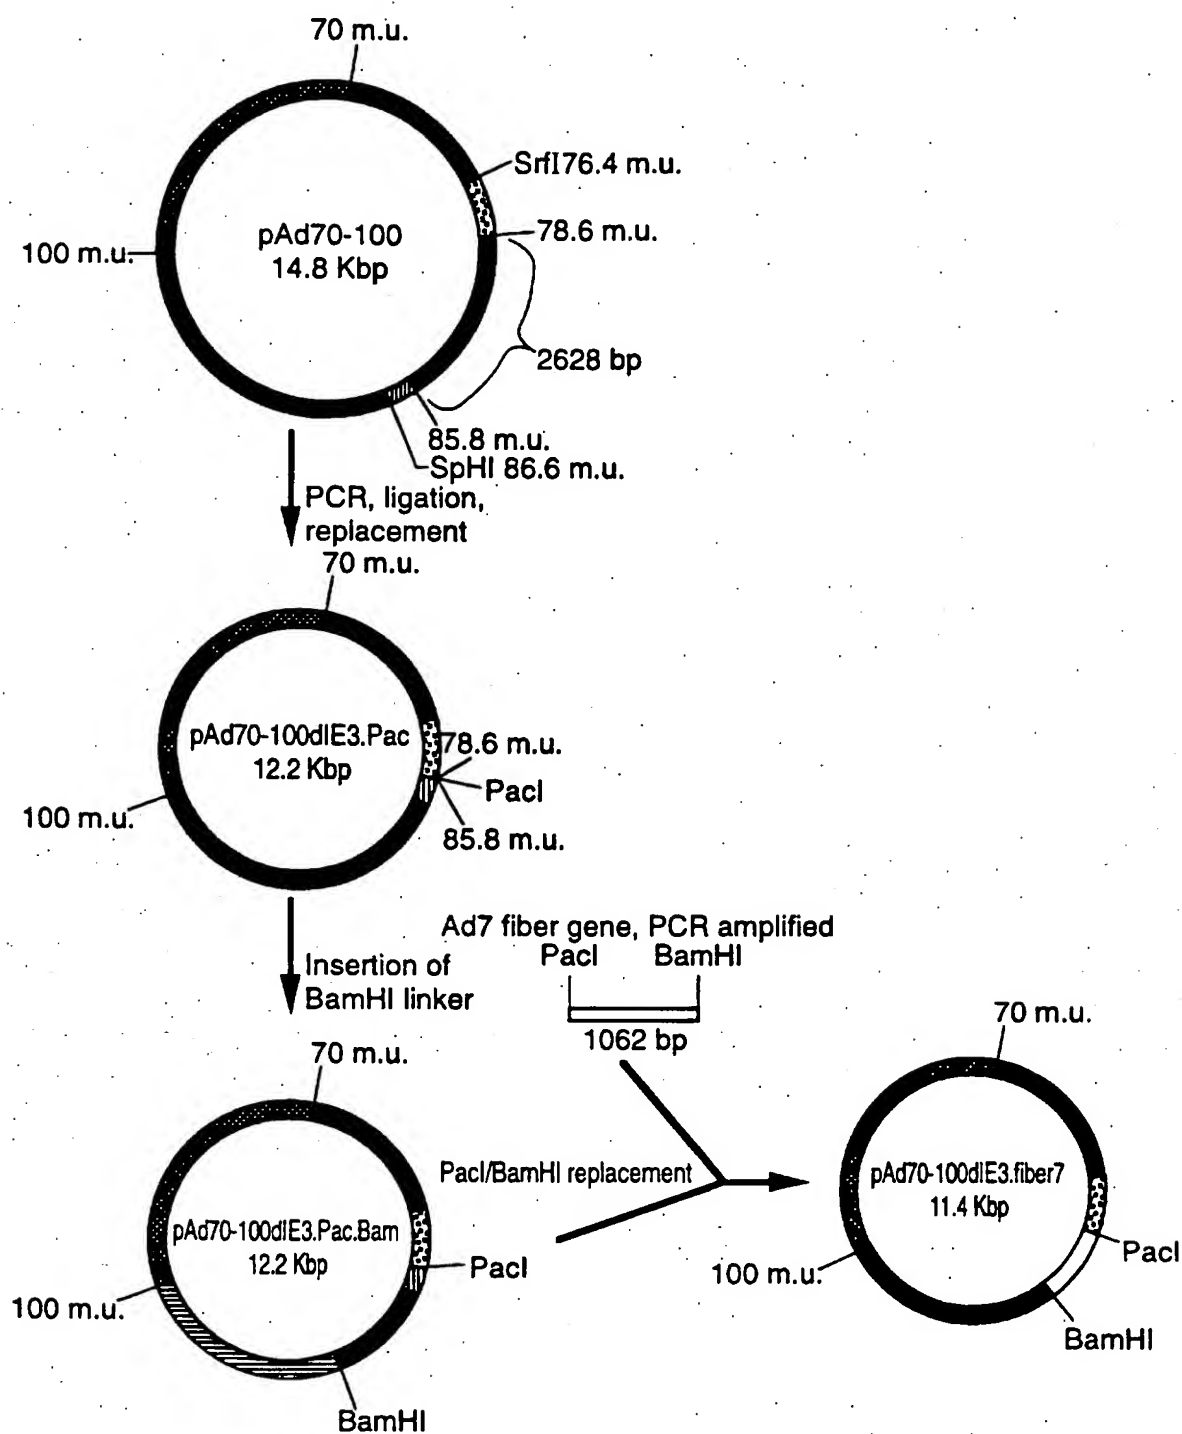 70 m.u.
SrfI76.4 m.u.
pAd70-100
14.8 Kbp
78.6 m.u.
100 m.u.
2628 bp
85.8 m.u.
SpHI 86.6 m.u.
PCR, ligation,
replacement
70 m.u.
pAd70-100dlE3.Pac
12.2 Kbp
78.6 m.u.
PacI
100 m.u.
85.8 m.u.
Ad7 fiber gene, PCR amplified
PacI BamHI
Insertion of
BamHI linker
1062 bp
70 m.u.
70 m.u.
PacI/BamHI replacement
pAd70-100dlE3.Pac.Bam
12.2 Kbp
PacI
100 m.u.
BamHI
pAd70-100dlE3.fiber7
11.4 Kbp
PacI
100 m.u.
BamHI